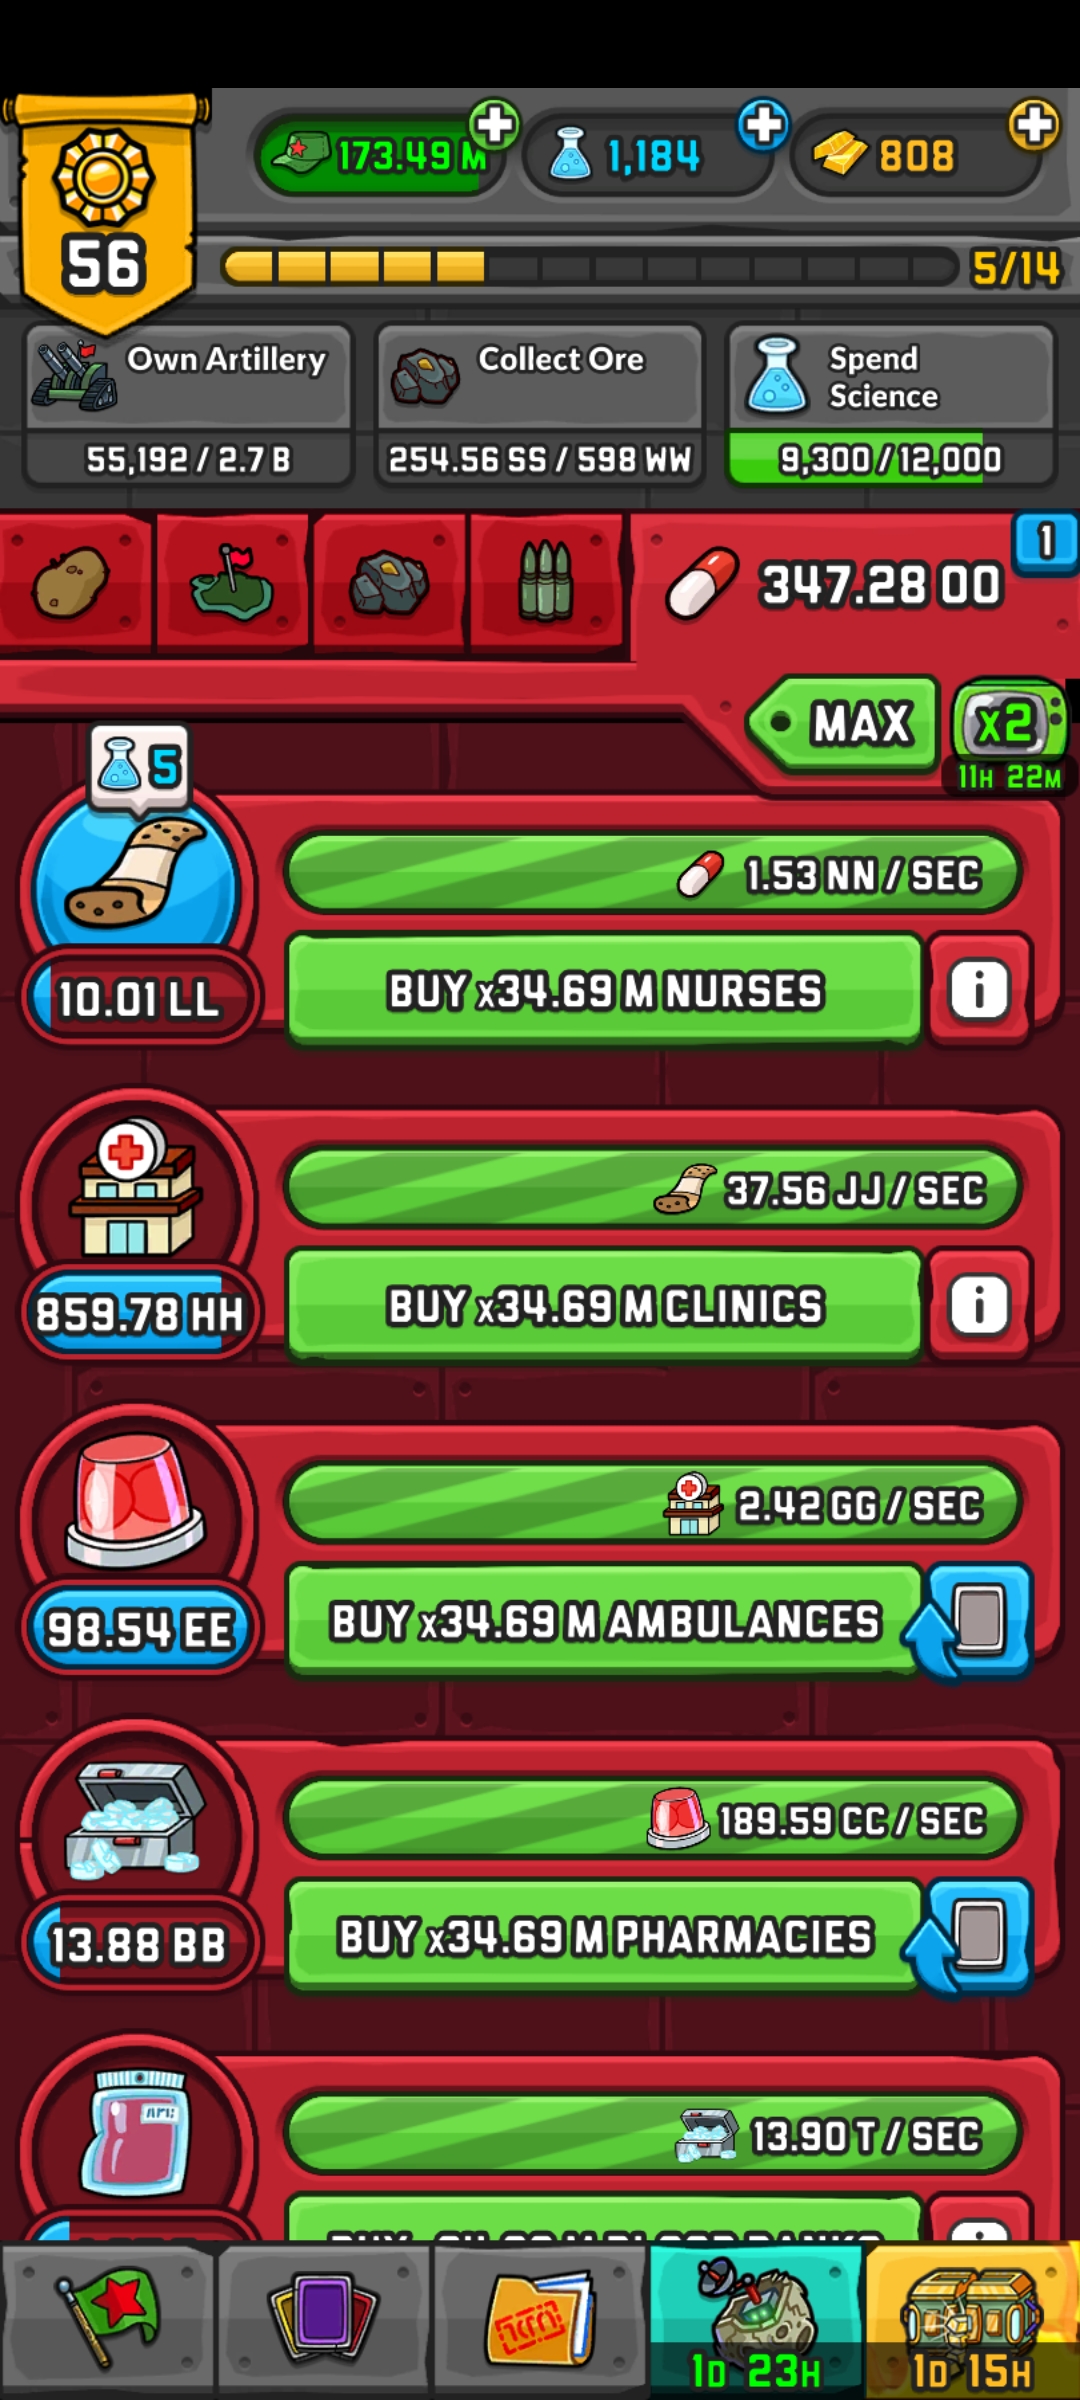 173.49 M
1,184
808
56
5/14
Own Artillery
55,192 / 2.7 B
Collect Ore
254.56 SS / 598 WW
Spend
Science
9,300 / 12,000
347.28 OO
1
MAX
x2
11H 22M
5
1.53 NN / SEC
10.01 LL
BUY x34.69 M NURSES
i
37.56 JJ / SEC
859.78 HH
BUY x34.69 M CLINICS
i
2.42 GG / SEC
98.54 EE
BUY x34.69 M AMBULANCES
189.59 CC / SEC
13.88 BB
BUY x34.69 M PHARMACIES
13.90 T / SEC
1D 23H
1D 15H